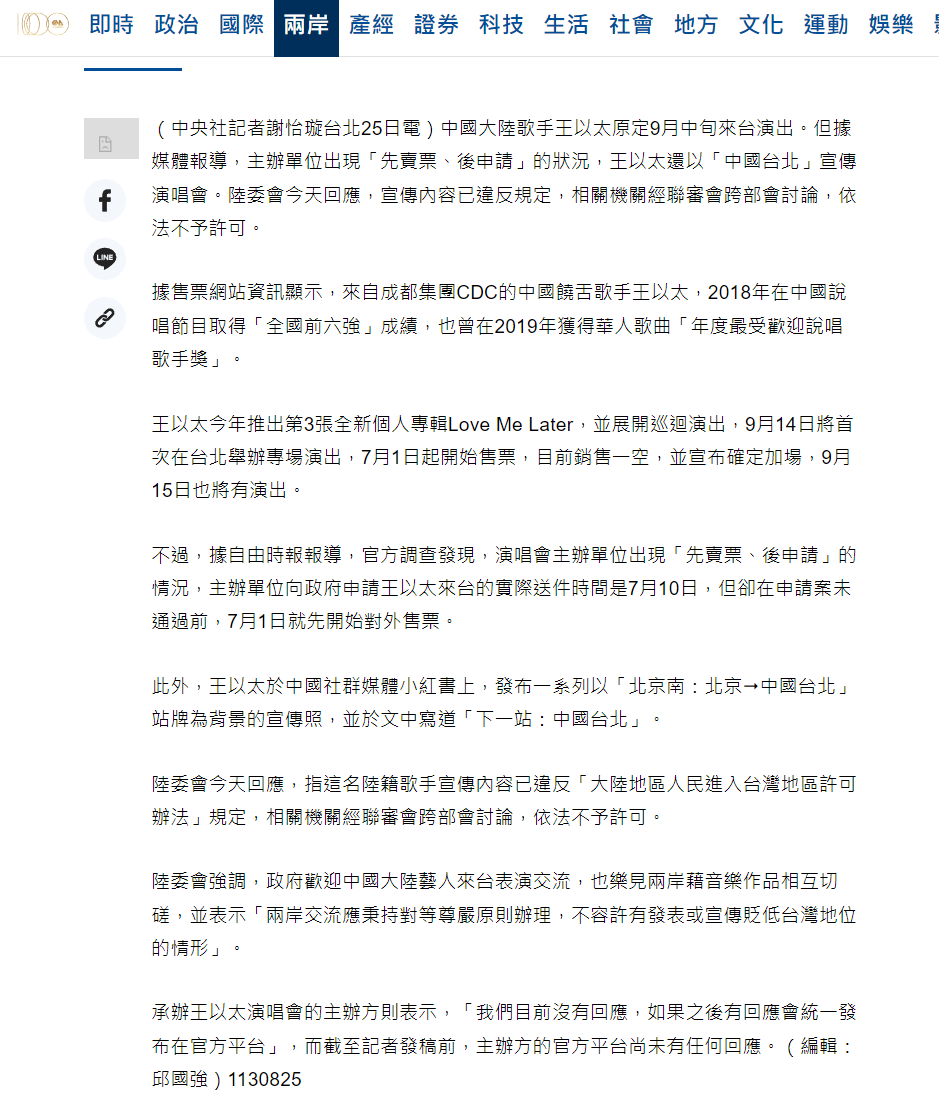 即時 政治 國際 兩岸 產經 證券 科技 生活 社會 地方 文化 運動 娛樂
（中央社記者謝怡璇台北25日電）中國大陸歌手王以太原定9月中旬來台演出。但據
媒體報導，主辦單位出現「先賣票、後申請」的狀況，王以太還以「中國台北」宣傳
演唱會。陸委會今天回應，宣傳內容已違反規定，相關機關經聯審會跨部會討論，依
法不予許可。
LINE
據售票網站資訊顯示，來自成都集團CDC的中國饒舌歌手王以太，2018年在中國說
唱節目取得「全國前六強」成績，也曾在2019年獲得華人歌曲「年度最受歡迎說唱
歌手獎」。
王以太今年推出第3張全新個人專輯Love Me Later，並展開巡迴演出，9月14日將首
次在台北舉辦專場演出，7月1日起開始售票，目前銷售一空，並宣布確定加場，9月
15日也將有演出。
不過，據自由時報報導，官方調查發現，演唱會主辦單位出現「先賣票、後申請」的
情況，主辦單位向政府申請王以太來台的實際送件時間是7月10日，但卻在申請案未
通過前，7月1日就先開始對外售票。
此外，王以太於中國社群媒體小紅書上，發布一系列以「北京南：北京→中國台北」
站牌為背景的宣傳照，並於文中寫道「下一站：中國台北」。
陸委會今天回應，指這名陸籍歌手宣傳內容已違反「大陸地區人民進入台灣地區許可
辦法」規定，相關機關經聯審會跨部會討論，依法不予許可。
陸委會強調，政府歡迎中國大陸藝人來台表演交流，也樂見兩岸藉音樂作品相互切
磋，並表示「兩岸交流應秉持對等尊嚴原則辦理，不容許有發表或宣傳貶低台灣地位
的情形」。
承辦王以太演唱會的主辦方則表示，「我們目前沒有回應，如果之後有回應會統一發
布在官方平台」，而截至記者發稿前，主辦方的官方平台尚未有任何回應。（編輯：
邱國強）1130825